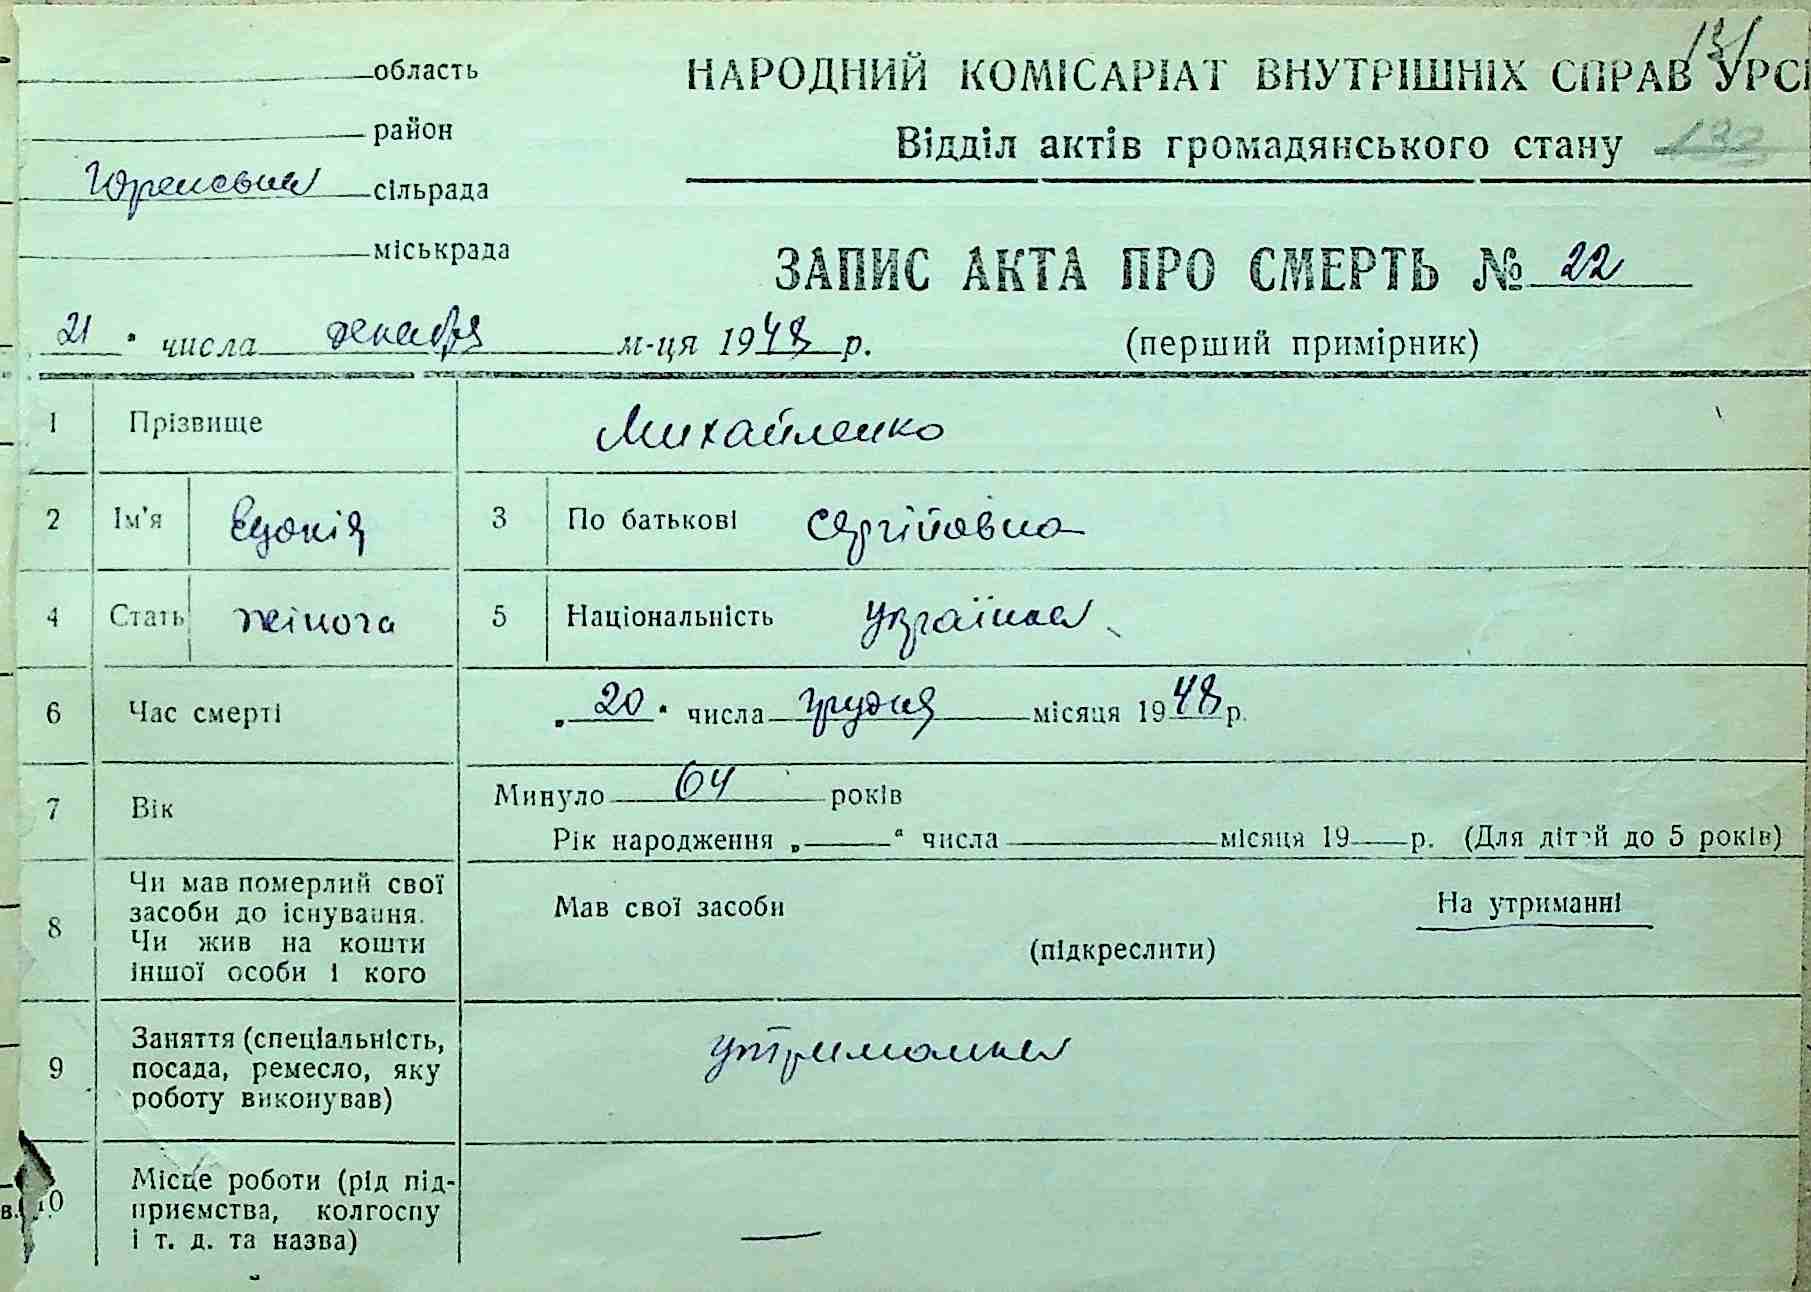 131
область
НАРОДНИЙ КОМІСАРІАТ ВНУТРІШНІХ СПРАВ УРСР
район
Відділ актів громадянського стану 132
сільрада
міськрада
ЗАПИС АКТА ПРО СМЕРТЬ № 22
21 " числа декабря м-ця 1948 р.
(перший примірник)
1 Прізвище Михайленко
2 Ім'я 3 По батькові Сергіївна
4 Стать жіноча 5 Національність Українка
6 Час смерті „ 20 " числа грудня місяця 1948 р.
7 Вік Минуло 64 років
Рік народження „ " числа місяця 19 р. (Для дітей до 5 років)
8 Чи мав померлий свої засоби до існування. Чи жив на кошти іншої особи і кого
Мав свої засоби На утриманні
(підкреслити)
9 Заняття (спеціальність, посада, ремесло, яку роботу виконував) утриманка
10 Місце роботи (рід під-
приємства, колгоспу
і т. д. та назва) —